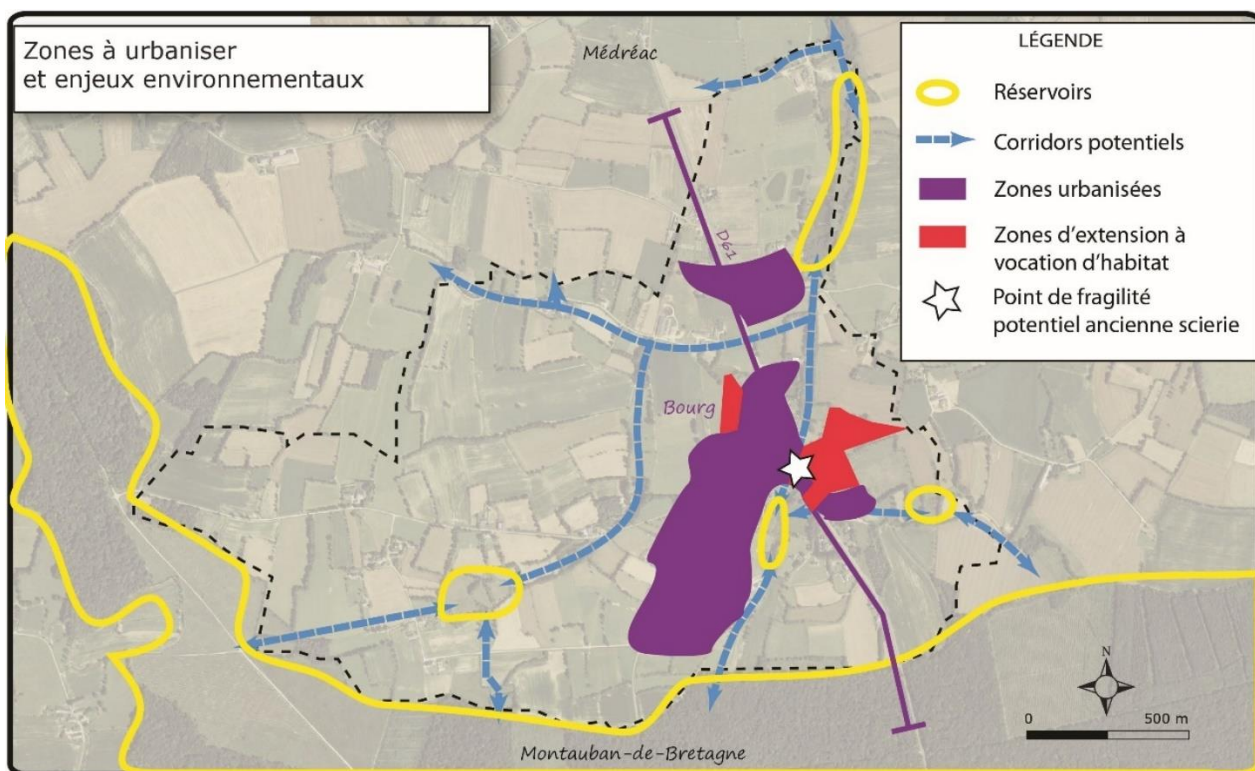 Zones à urbaniser
et enjeux environnementaux
Médréac
LÉGENDE
Réservoirs
Corridors potentiels
Zones urbanisées
Zones d'extension à
vocation d'habitat
Point de fragilité
potentiel ancienne scierie
D61
Bourg
N
0 500 m
Montauban-de-Bretagne